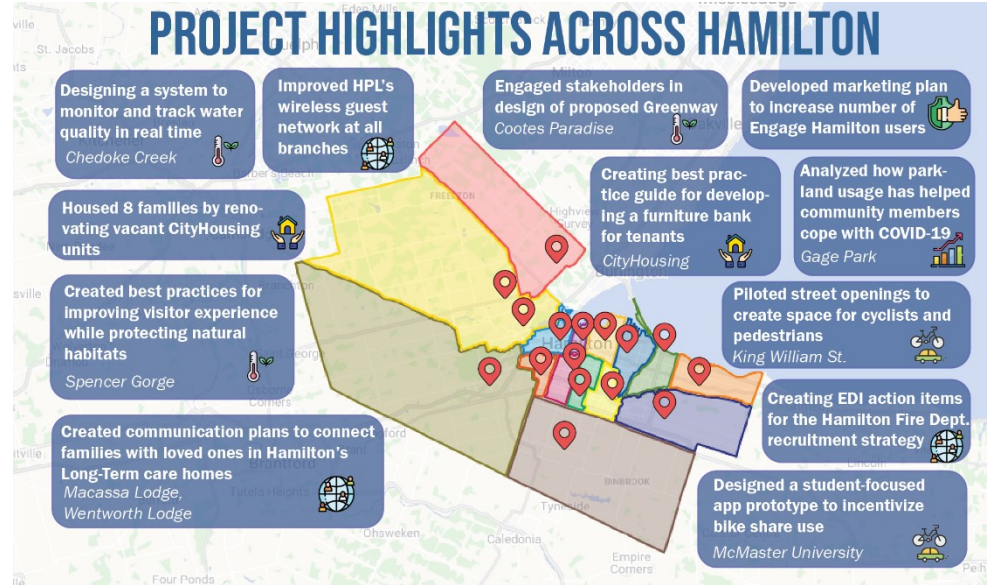 PROJECT HIGHLIGHTS ACROSS HAMILTON
Designing a system to
monitor and track water
quality in real time
Chedoke Creek
Improved HPL's
wireless guest
network at all
branches
Engaged stakeholders in
design of proposed Greenway
Cootes Paradise
Developed marketing plan
to increase number of
Engage Hamilton users
Housed 8 families by reno-
vating vacant CityHousing
units
Creating best prac-
tice guide for develop-
ing a furniture bank
for tenants
CityHousing
Analyzed how park-
land usage has helped
community members
cope with COVID-19
Gage Park
Created best practices for
improving visitor experience
while protecting natural
habitats
Spencer Gorge
Piloted street openings to
create space for cyclists and
pedestrians
King William St.
Creating EDI action items
for the Hamilton Fire Dept.
recruitment strategy
Created communication plans to connect
families with loved ones in Hamilton's
Long-Term care homes
Macassa Lodge,
Wentworth Lodge
Designed a student-focused
app prototype to incentivize
bike share use
McMaster University
St. Jacobs
FREELTON
Hamilton
BINBROOK
Tyneside
Ohsweken
Caledonia
Empire
Corners
Four Ponds